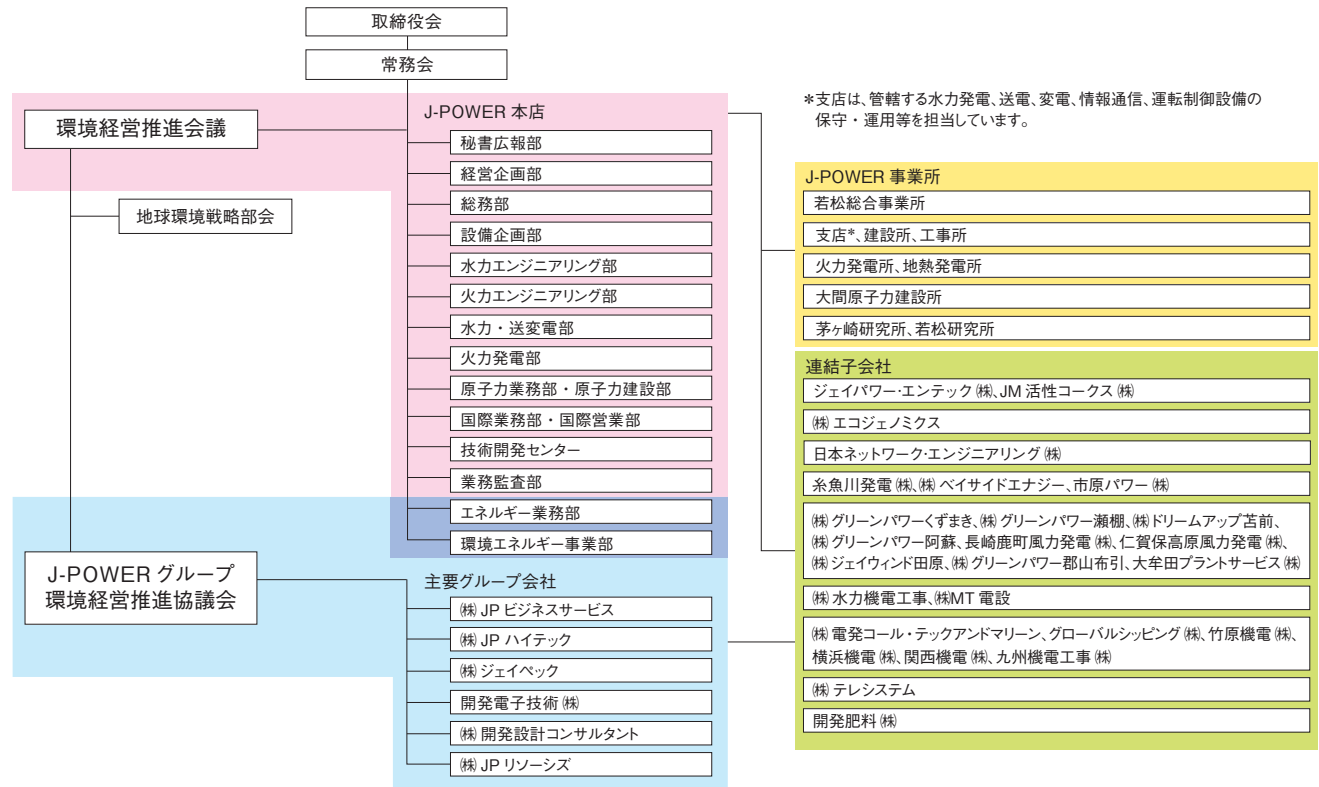 取締役会
常務会
環境経営推進会議
地球環境戦略部会
J-POWER グループ
環境経営推進協議会
J-POWER 本店
秘書広報部
経営企画部
総務部
設備企画部
水力エンジニアリング部
火力エンジニアリング部
水力・送変電部
火力発電部
原子力業務部・原子力建設部
国際業務部・国際営業部
技術開発センター
業務監査部
エネルギー業務部
環境エネルギー事業部
主要グループ会社
㈱ JP ビジネスサービス
㈱ JP ハイテック
㈱ ジェイペック
開発電子技術 ㈱
㈱ 開発設計コンサルタント
㈱ JP リソーシズ
*支店は、管轄する水力発電、送電、変電、情報通信、運転制御設備の
保守・運用等を担当しています。
J-POWER 事業所
若松総合事業所
支店*、建設所、工事所
火力発電所、地熱発電所
大間原子力建設所
茅ヶ崎研究所、若松研究所
連結子会社
ジェイパワー・エンテック ㈱、JM 活性コークス ㈱
㈱ エコジェノミクス
日本ネットワーク・エンジニアリング ㈱
糸魚川発電 ㈱、㈱ ベイサイドエナジー、市原パワー ㈱
㈱ グリーンパワーくずまき、㈱ グリーンパワー瀬棚、㈱ドリームアップ苫前、
㈱ グリーンパワー阿蘇、長崎鹿町風力発電 ㈱、仁賀保高原風力発電 ㈱、
㈱ ジェイウィンド田原、㈱ グリーンパワー郡山布引、大牟田プラントサービス ㈱
㈱ 水力機電工事、㈱MT 電設
㈱ 電発コール・テックアンドマリーン、グローバルシッピング ㈱、竹原機電 ㈱、
横浜機電 ㈱、関西機電 ㈱、九州機電工事 ㈱
㈱ テレシステム
開発肥料 ㈱